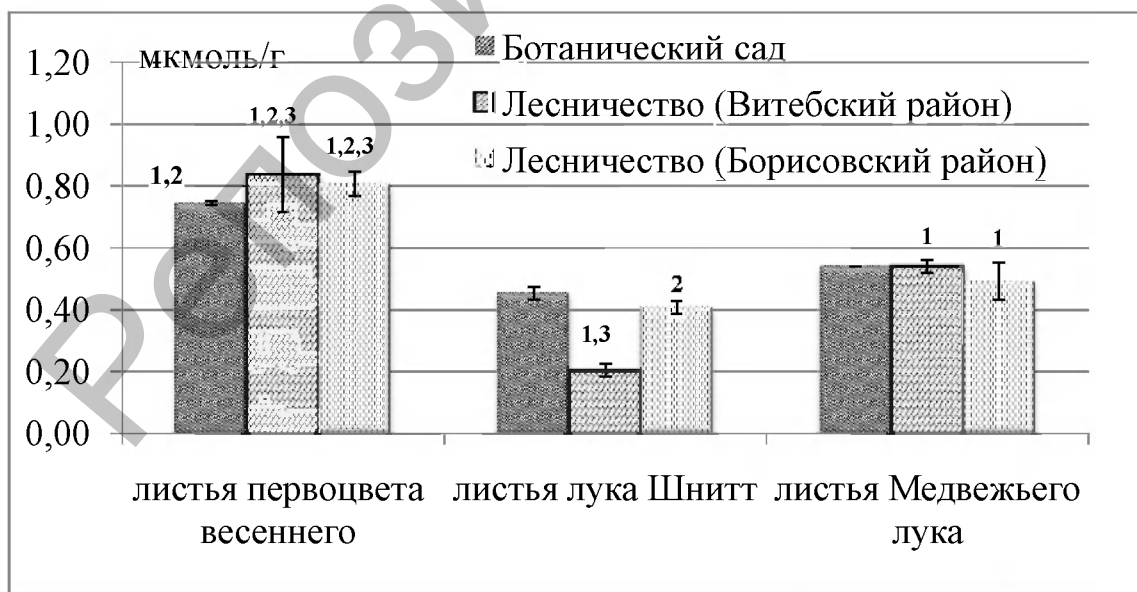 мкмоль/г
1,20
1,00
0,80
0,60
0,40
0,20
0,00
Ботанический сад
Лесничество (Витебский район)
Лесничество (Борисовский район)
1,2
1,2,3
1,2,3
1,3
2
1
1
листья первоцвета весеннего
листья лука Шнитт
листья Медвежьего лука
Репози